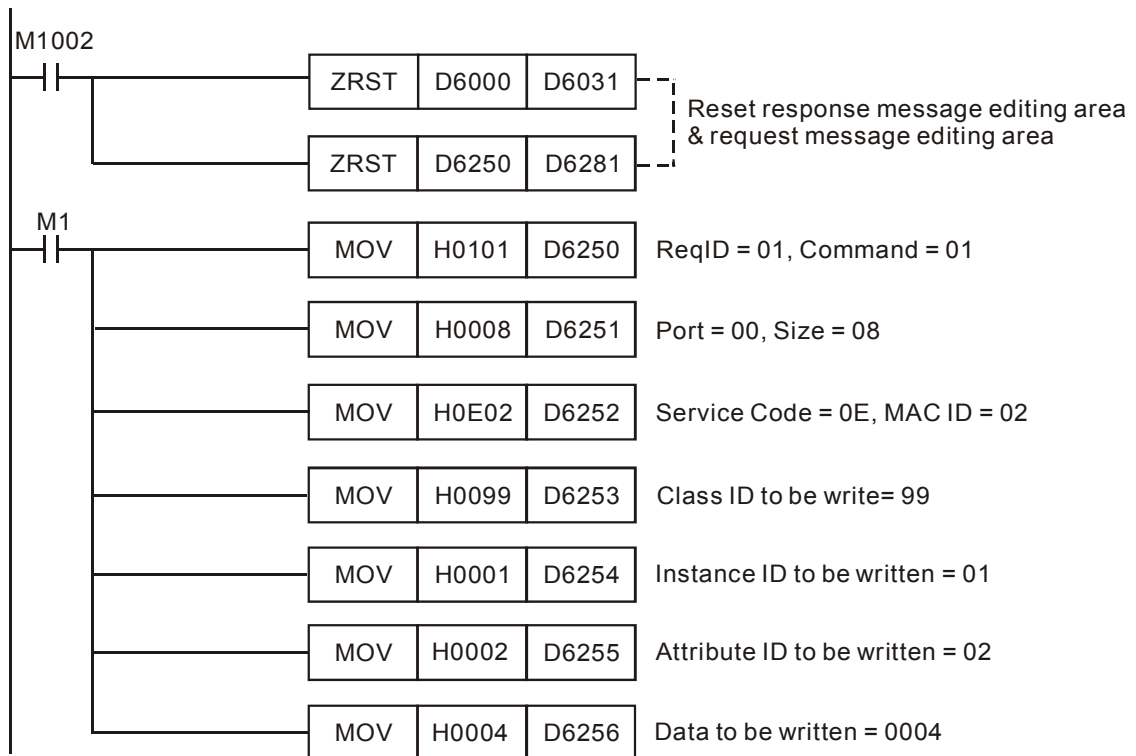 M1002
ZRST D6000 D6031
Reset response message editing area
& request message editing area
ZRST D6250 D6281
M1
MOV H0101 D6250 ReqID = 01, Command = 01
MOV H0008 D6251 Port = 00, Size = 08
MOV H0E02 D6252 Service Code = 0E, MAC ID = 02
MOV H0099 D6253 Class ID to be write= 99
MOV H0001 D6254 Instance ID to be written = 01
MOV H0002 D6255 Attribute ID to be written = 02
MOV H0004 D6256 Data to be written = 0004